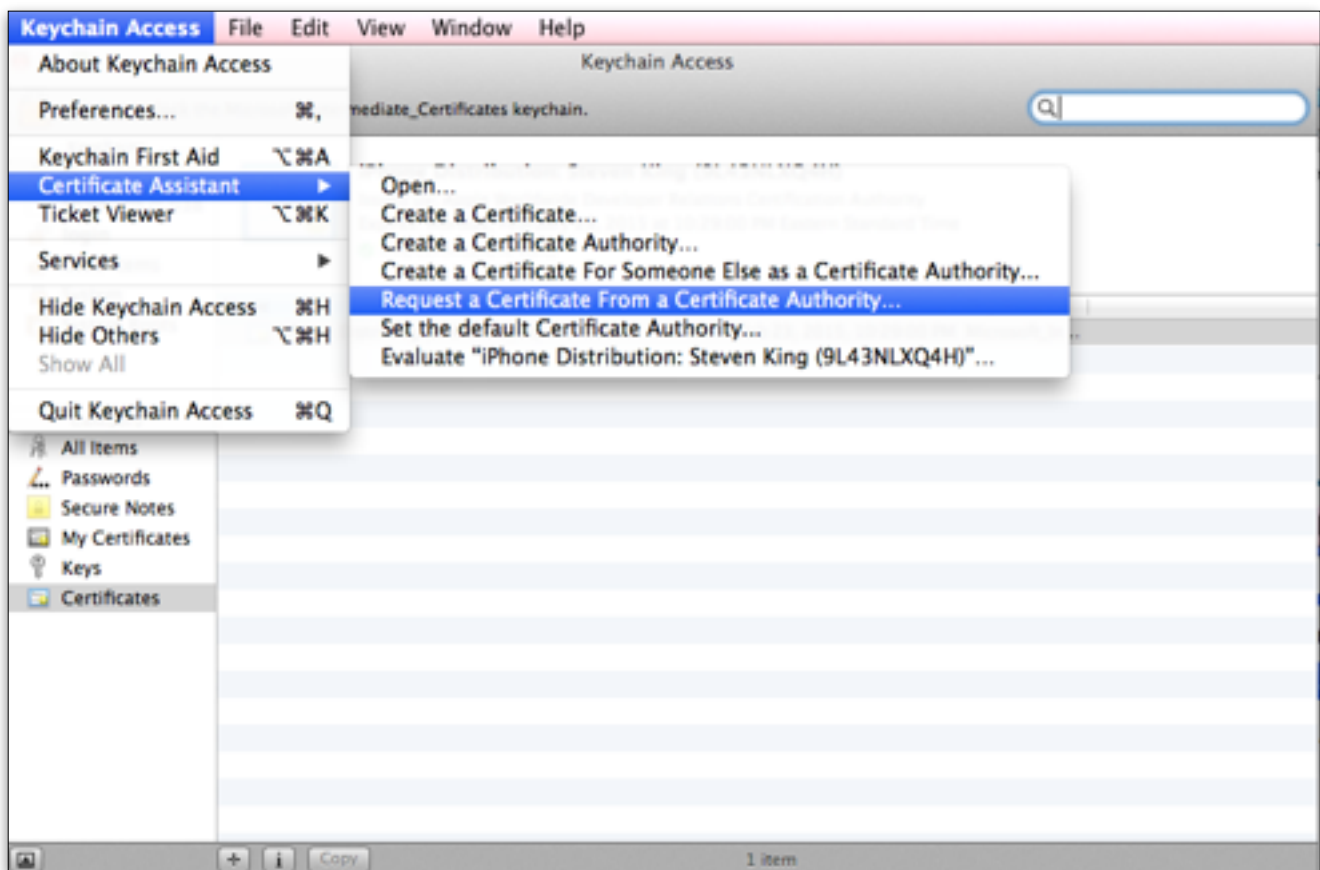 Keychain Access File Edit View Window Help
Keychain Access
mediate_Certificates keychain.
About Keychain Access
Preferences... ⌘,
Keychain First Aid ⌥⌘A
Certificate Assistant ▶
Ticket Viewer ⌥⌘K
Services ▶
Hide Keychain Access ⌘H
Hide Others ⌥⌘H
Show All
Quit Keychain Access ⌘Q
Open...
Create a Certificate...
Create a Certificate Authority...
Create a Certificate For Someone Else as a Certificate Authority...
Request a Certificate From a Certificate Authority...
Set the default Certificate Authority...
Evaluate "iPhone Distribution: Steven King (9L43NLXQ4H)"...
All Items
Passwords
Secure Notes
My Certificates
Keys
Certificates
+ i Copy 1 item